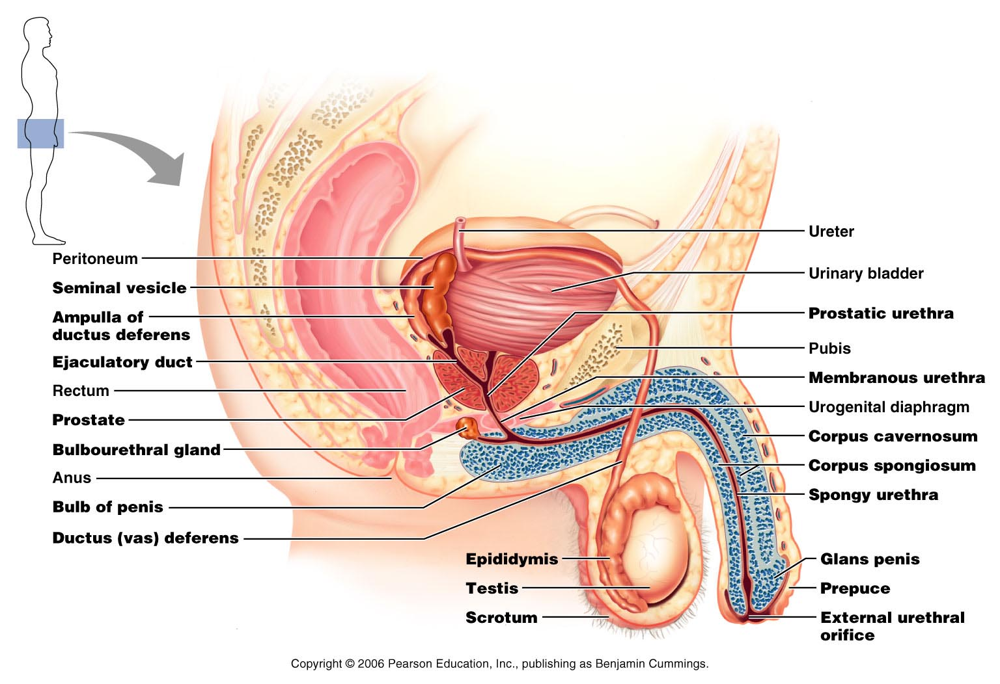 Peritoneum
Seminal vesicle
Ampulla of
ductus deferens
Ejaculatory duct
Rectum
Prostate
Bulbourethral gland
Anus
Bulb of penis
Ductus (vas) deferens
Epididymis
Testis
Scrotum
Ureter
Urinary bladder
Prostatic urethra
Pubis
Membranous urethra
Urogenital diaphragm
Corpus cavernosum
Corpus spongiosum
Spongy urethra
Glans penis
Prepuce
External urethral
orifice
Copyright © 2006 Pearson Education, Inc., publishing as Benjamin Cummings.